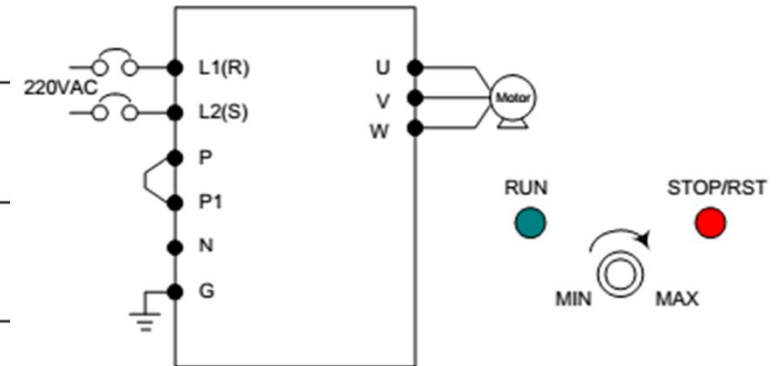 220VAC
L1(R)
L2(S)
P
P1
N
G
U
V
W
Motor
RUN
STOP/RST
MIN
MAX